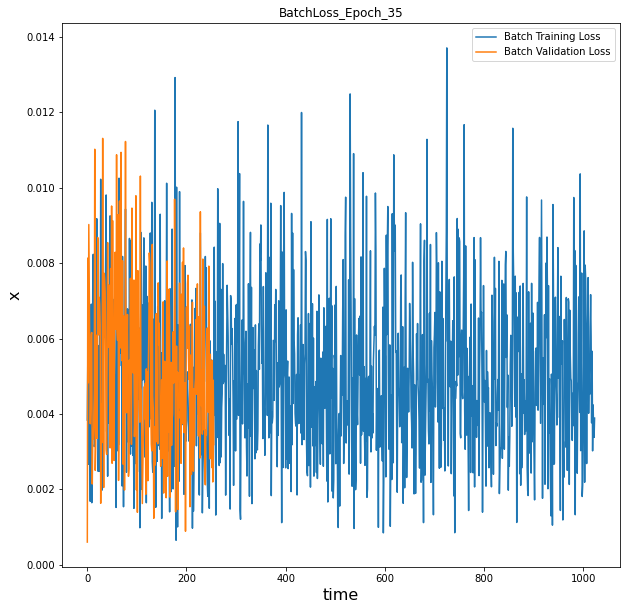 BatchLoss_Epoch_35
Batch Training Loss
Batch Validation Loss
0.014
0.012
0.010
0.008
0.006
0.004
0.002
0.000
x
0
200
400
600
800
1000
time